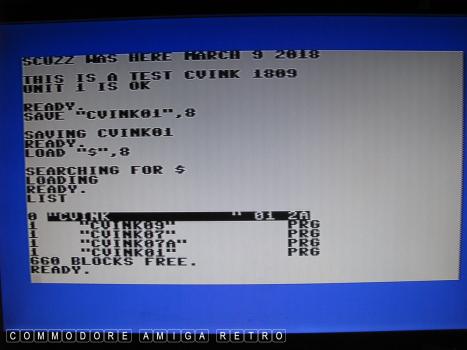 SCUZZ WAS HERE MARCH 9 2018
THIS IS A TEST CVINK 1809
UNIT 1 IS OK
READY.
SAVE "CVINK01",8
SAVING CVINK01
READY.
LOAD "$",8
SEARCHING FOR $
LOADING
READY.
LIST
0 "CVINK           " 01 2A
1 "CVINK09" PRG
1 "CVINK07" PRG
1 "CVINK07A" PRG
1 "CVINK01" PRG
660 BLOCKS FREE.
READY.
COMMODORE AMIGA RETRO